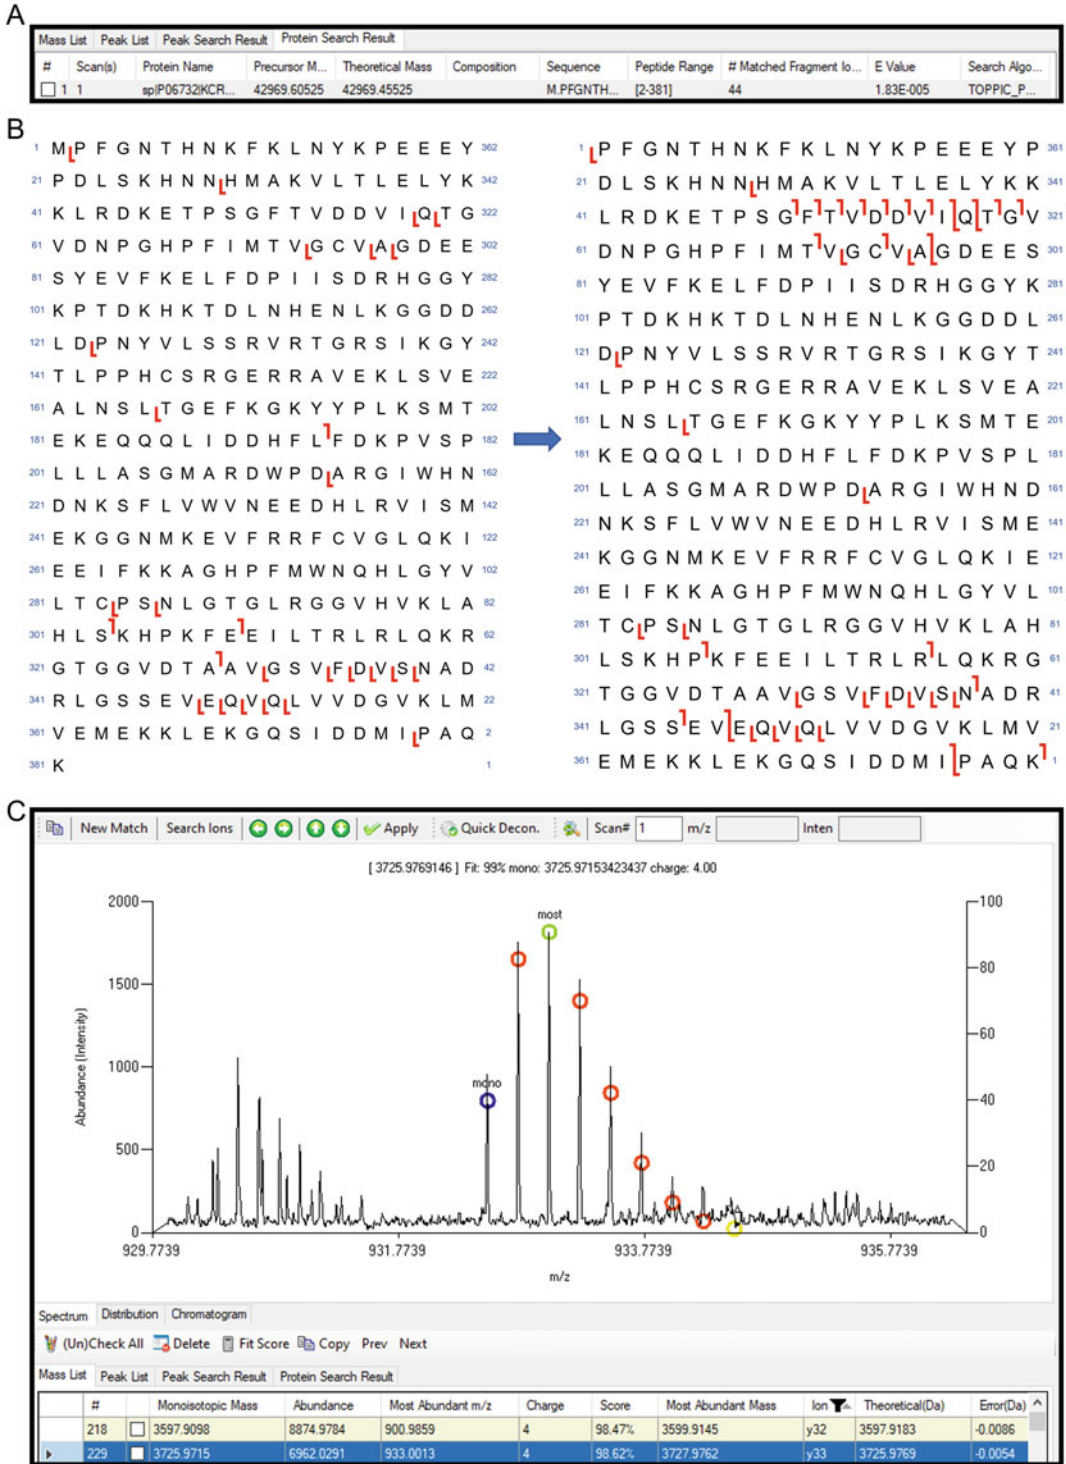 A
Mass List Peak List Peak Search Result Protein Search Result
# Scan(s) Protein Name Precursor M... Theoretical Mass Composition Sequence Peptide Range # Matched Fragment Io... E Value Search Algo...
1 1 sp|P06732|KCR... 42969.60525 42969.45525 M.PFGNTH... [2-381] 44 1.83E-005 TOPPIC_P...
B
1 M P F G N T H N K F K L N Y K P E E E Y 362
21 P D L S K H N N H M A K V L T L E L Y K 342
41 K L R D K E T P S G F T V D D V I Q T G 322
61 V D N P G H P F I M T V G C V A G D E E 302
81 S Y E V F K E L F D P I I S D R H G G Y 282
101 K P T D K H K T D L N H E N L K G G D D 262
121 L D P N Y V L S S R V R T G R S I K G Y 242
141 T L P P H C S R G E R R A V E K L S V E 222
161 A L N S L T G E F K G K Y Y P L K S M T 202
181 E K E Q Q Q L I D D H F L F D K P V S P 182
201 L L L A S G M A R D W P D A R G I W H N 162
221 D N K S F L V W V N E E D H L R V I S M 142
241 E K G G N M K E V F R R F C V G L Q K I 122
261 E E I F K K A G H P F M W N Q H L G Y V 102
281 L T C P S N L G T G L R G G V H V K L A 82
301 H L S K H P K F E E I L T R L R L Q K R 62
321 G T G G V D T A A V G S V F D V S N A D 42
341 R L G S S E V E Q V Q L V V D G V K L M 22
361 V E M E K K L E K G Q S I D D M I P A Q 2
381 K 1
1 P F G N T H N K F K L N Y K P E E E Y P 361
21 D L S K H N N H M A K V L T L E L Y K K 341
41 L R D K E T P S G F T V D D V I Q T G V 321
61 D N P G H P F I M T V G C V A G D E E S 301
81 Y E V F K E L F D P I I S D R H G G Y K 281
101 P T D K H K T D L N H E N L K G G D D L 261
121 D P N Y V L S S R V R T G R S I K G Y T 241
141 L P P H C S R G E R R A V E K L S V E A 221
161 L N S L T G E F K G K Y Y P L K S M T E 201
181 K E Q Q Q L I D D H F L F D K P V S P L 181
201 L L A S G M A R D W P D A R G I W H N D 161
221 N K S F L V W V N E E D H L R V I S M E 141
241 K G G N M K E V F R R F C V G L Q K I E 121
261 E I F K K A G H P F M W N Q H L G Y V L 101
281 T C P S N L G T G L R G G V H V K L A H 81
301 L S K H P K F E E I L T R L R L Q K R G 61
321 T G G V D T A A V G S V F D V S N A D R 41
341 L G S S E V E Q V Q L V V D G V K L M V 21
361 E M E K K L E K G Q S I D D M I P A Q K 1
C
New Match Search Ions Apply Quick Decon. Scan# 1 m/z Inten
[ 3725.9769146 ] Fit: 99% mono: 3725.97153423437 charge: 4.00
2000 100
most
80
1500
60
1000 mono 40
500
20
0 0
929.7739 931.7739 933.7739 935.7739
Abundance (Intensity)
m/z
Spectrum Distribution Chromatogram
(Un)Check All Delete Fit Score Copy Prev Next
Mass List Peak List Peak Search Result Protein Search Result
# Monoisotopic Mass Abundance Most Abundant m/z Charge Score Most Abundant Mass Ion Theoretical(Da) Error(Da)
218 3597.9098 8874.9784 900.9859 4 98.47% 3599.9145 y32 3597.9183 -0.0086
229 3725.9715 6962.0291 933.0013 4 98.62% 3727.9762 y33 3725.9769 -0.0054